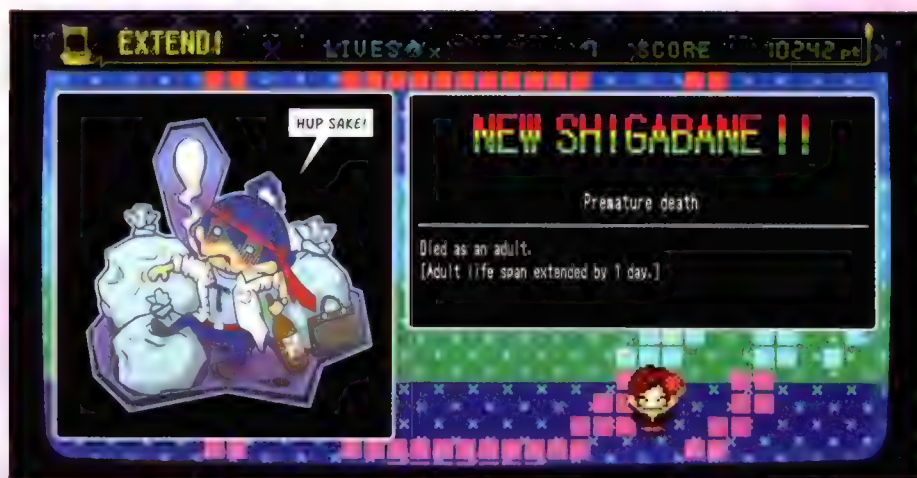 EXTEND!
LIVES x
SCORE 10242 pt
HUP SAKE!
NEW SHIGABANE !!
Premature death
Died as an adult.
[Adult life span extended by 1 day.]
T